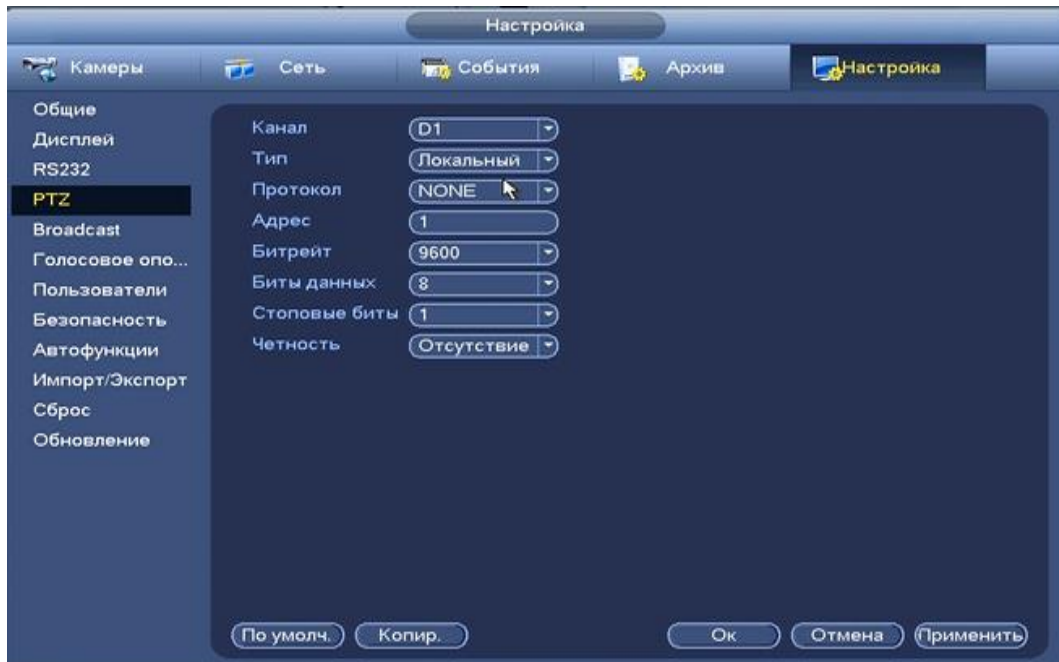 Настройка
Камеры Сеть События Архив Настройка
Общие
Дисплей
RS232
PTZ
Broadcast
Голосовое опо...
Пользователи
Безопасность
Автофункции
Импорт/Экспорт
Сброс
Обновление
Канал D1
Тип Локальный
Протокол NONE
Адрес 1
Битрейт 9600
Биты данных 8
Стоповые биты 1
Четность Отсутствие
По умолч. Копир. Ок Отмена Применить